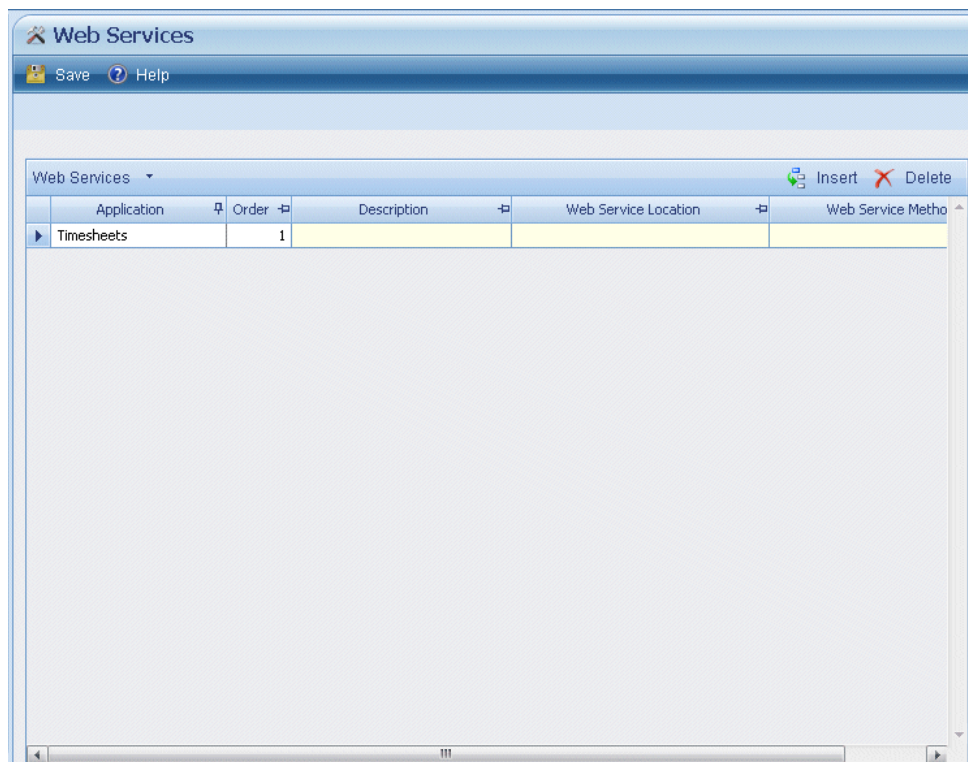 Web Services
Save Help
Web Services Insert Delete
Application Order Description Web Service Location Web Service Metho
Timesheets 1